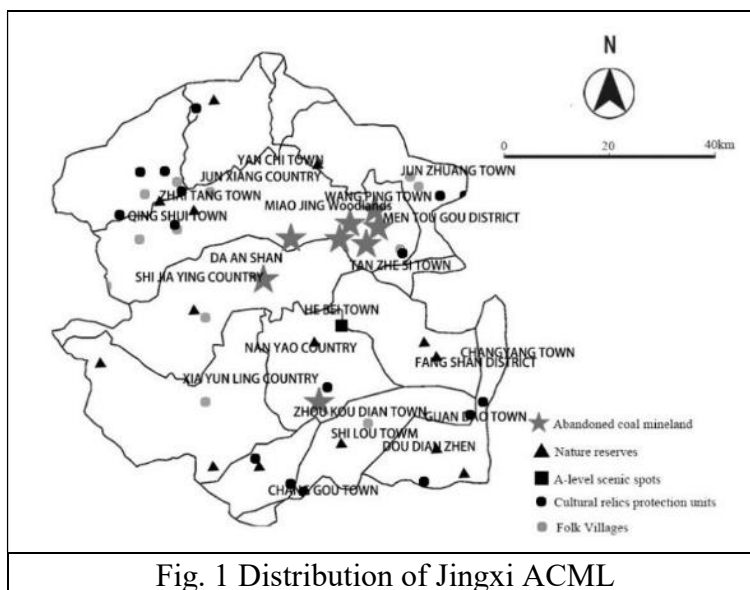 N
0 20 40km
YAN CHI TOWN
JUN XIANG COUNTRY
JUN ZHUANG TOWN
ZHAI TANG TOWN
WANG PING TOWN
MIAO JING Woodlands
QING SHUI TOWN
MEN TOU GOU DISTRICT
DA AN SHAN
TAN ZHE SI TOWN
SHI JIA YING COUNTRY
HE BEI TOWN
NAN YAO COUNTRY
CHANGYANG TOWN
FANG SHAN DISTRICT
XIA YUN LING COUNTRY
ZHOU KOU DIAN TOWN
GUAN DAO TOWN
SHI LOU TOWM
DOU DIAN ZHEN
CHANG GOU TOWN
Abandoned coal mineland
Nature reserves
A-level scenic spots
Cultural relics protection units
Folk Villages
Fig. 1 Distribution of Jingxi ACML